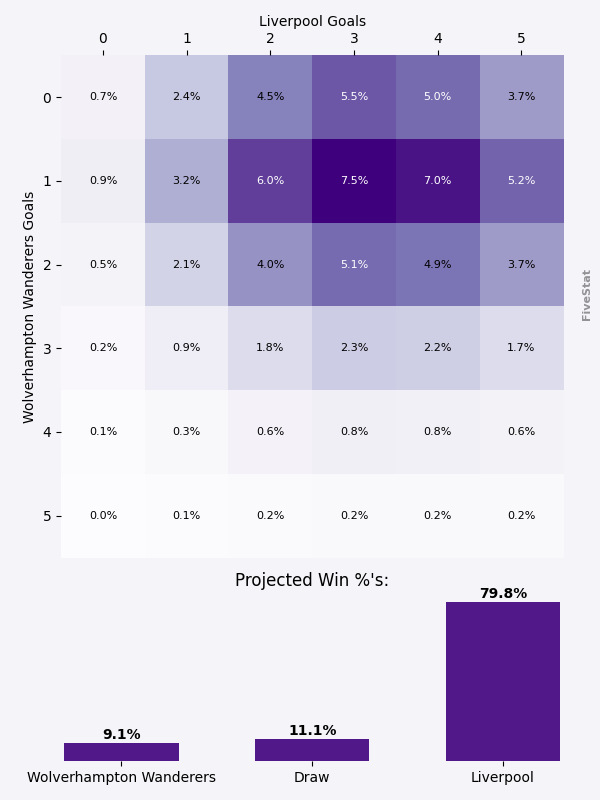 Liverpool Goals
0 1 2 3 4 5
Wolverhampton Wanderers Goals
0 0.7% 2.4% 4.5% 5.5% 5.0% 3.7%
1 0.9% 3.2% 6.0% 7.5% 7.0% 5.2%
2 0.5% 2.1% 4.0% 5.1% 4.9% 3.7%
3 0.2% 0.9% 1.8% 2.3% 2.2% 1.7%
4 0.1% 0.3% 0.6% 0.8% 0.8% 0.6%
5 0.0% 0.1% 0.2% 0.2% 0.2% 0.2%
FiveStat
Projected Win %'s:
9.1% 11.1% 79.8%
Wolverhampton Wanderers Draw Liverpool